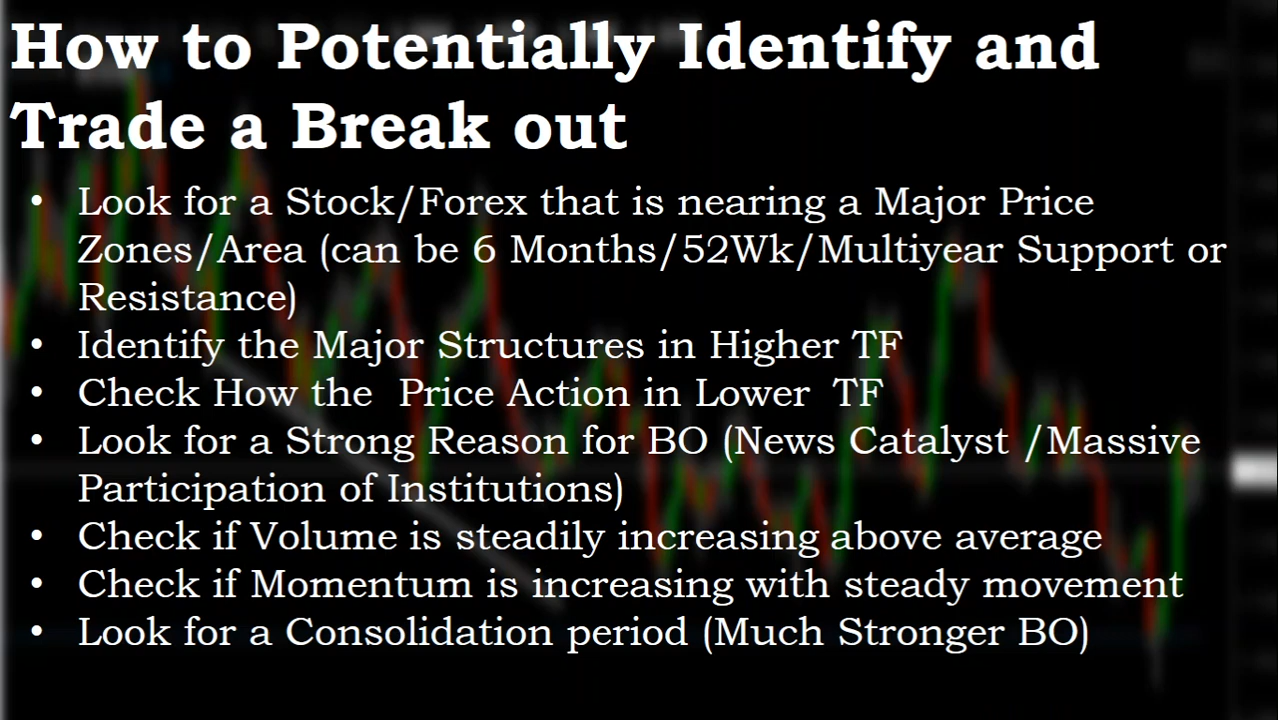 How to Potentially Identify and
Trade a Break out
• Look for a Stock/Forex that is nearing a Major Price
Zones/Area (can be 6 Months/52Wk/Multiyear Support or
Resistance)
• Identify the Major Structures in Higher TF
• Check How the  Price Action in Lower  TF
• Look for a Strong Reason for BO (News Catalyst /Massive
Participation of Institutions)
• Check if Volume is steadily increasing above average
• Check if Momentum is increasing with steady movement
• Look for a Consolidation period (Much Stronger BO)